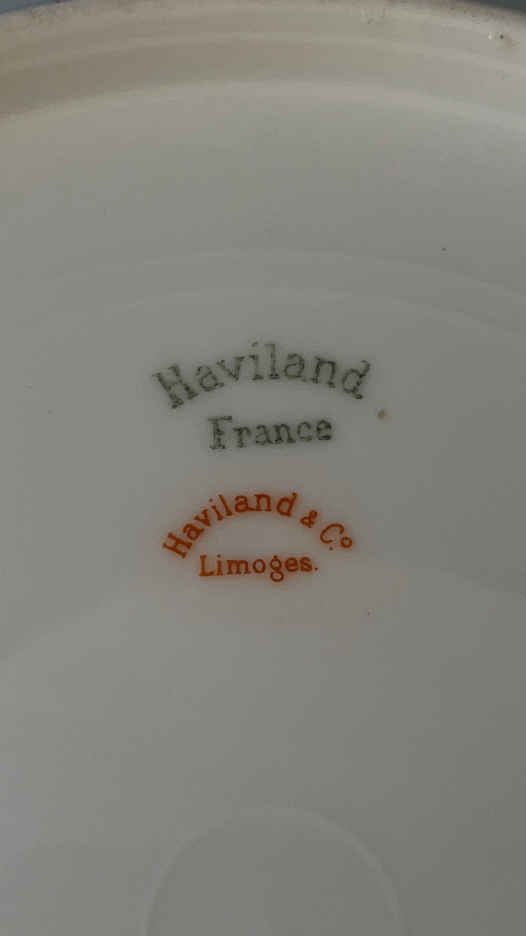 Haviland
France
Haviland & Co.
Limoges.